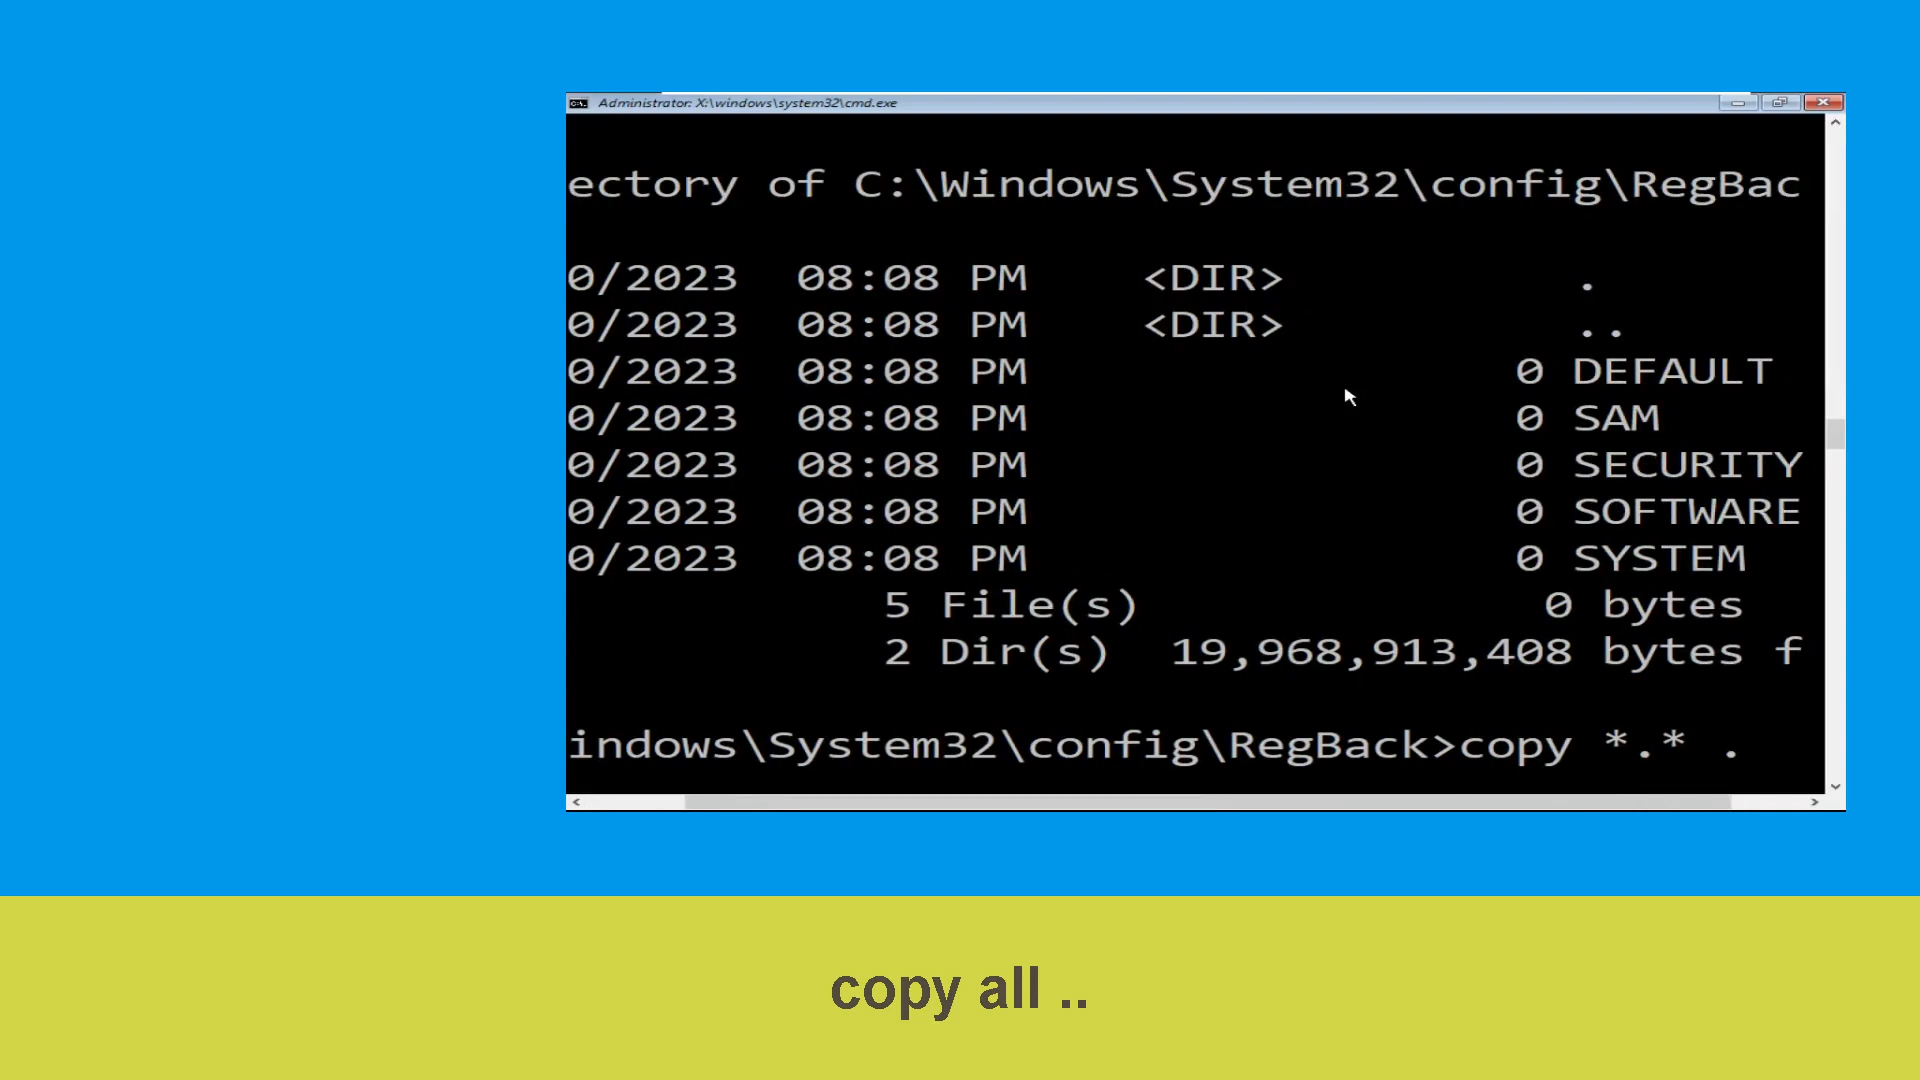 Administrator: X:\windows\system32\cmd.exe
ectory of C:\Windows\System32\config\RegBac
0/2023 08:08 PM <DIR> .
0/2023 08:08 PM <DIR> ..
0/2023 08:08 PM 0 DEFAULT
0/2023 08:08 PM 0 SAM
0/2023 08:08 PM 0 SECURITY
0/2023 08:08 PM 0 SOFTWARE
0/2023 08:08 PM 0 SYSTEM
5 File(s) 0 bytes
2 Dir(s) 19,968,913,408 bytes f
indows\System32\config\RegBack>copy *.* .
copy all ..